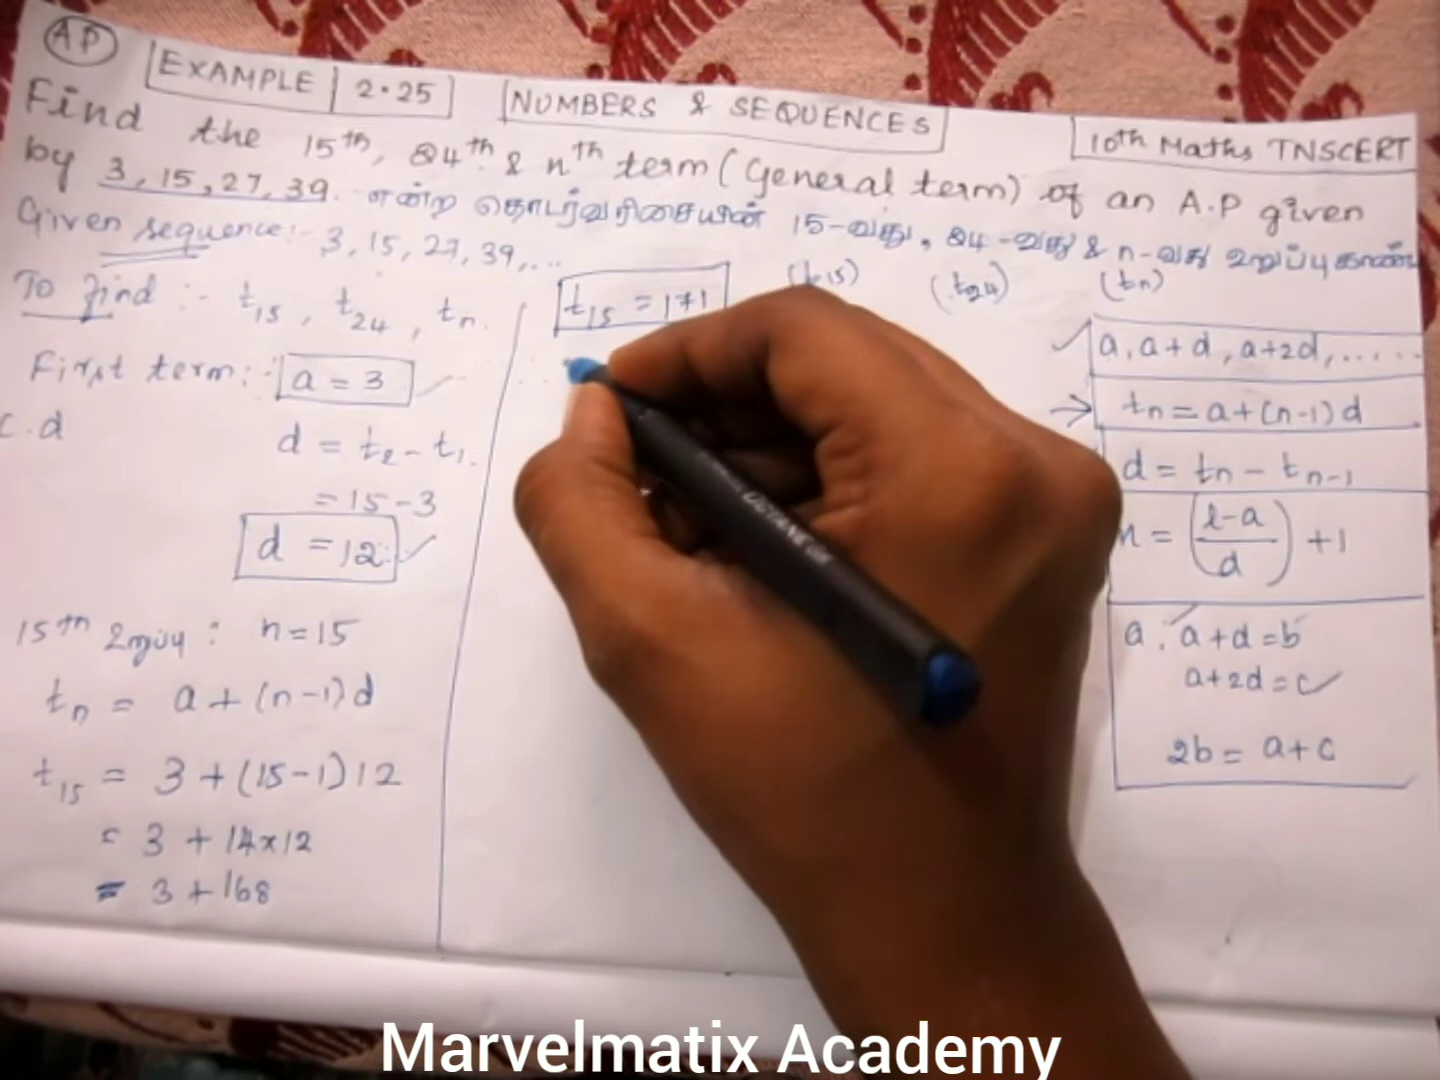 AP
EXAMPLE | 2.25
NUMBERS & SEQUENCES
10th Maths TNSCERT
Find the 15th, 24th & nth term (General term) of an A.P given
by 3, 15, 27, 39. என்ற தொடர்வரிசையின் 15-வது, 24-வது & n-வது உறுப்பு காண்
Given sequence:- 3, 15, 27, 39,...
(t15) (t24) (tn)
To find :- t15, t24, tn.
First term:- a = 3
C.d d = t2 - t1.
= 15 - 3
d = 12
15th உறுப்பு : n = 15
tn = a + (n-1)d
t15 = 3 + (15-1)12
= 3 + 14x12
= 3 + 168
t15 = 171
a, a+d, a+2d,.....
tn = a+(n-1)d
d = tn - tn-1
n = (l-a/d) + 1
a, a+d = b
a+2d = c
2b = a+c
OCTANE
Marvelmatix Academy